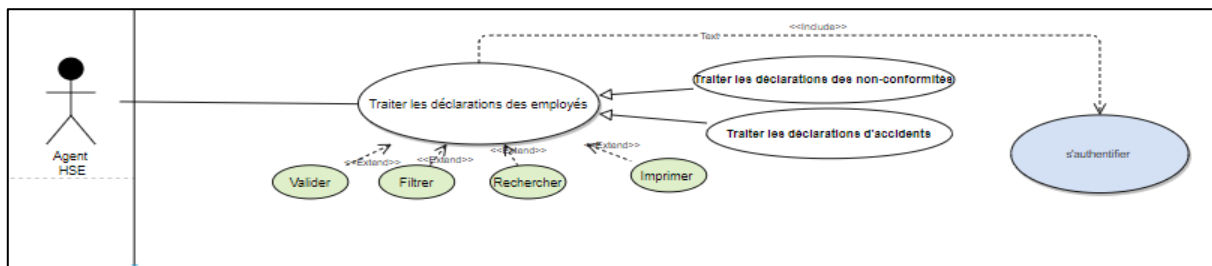 <<Include>>
Text
Traiter les déclarations des non-conformités
Traiter les déclarations des employés
Traiter les déclarations d'accidents
Agent
HSE
s'authentifier
<<Extend>>
<<Extend>>
<<Extend>>
<<Extend>>
Valider
Filtrer
Rechercher
Imprimer